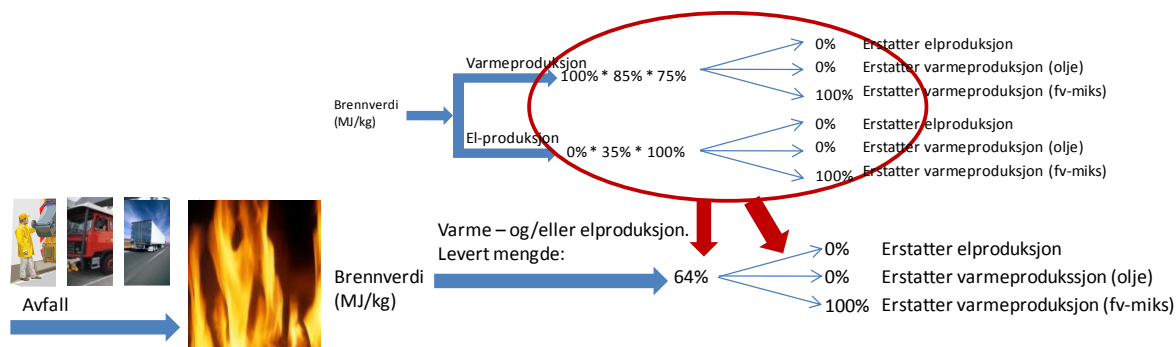 0% Erstatter elproduksjon
Varmeproduksjon
100% * 85% * 75%
0% Erstatter varmeproduksjon (olje)
100% Erstatter varmeproduksjon (fv-miks)
Brennverdi
(MJ/kg)
0% Erstatter elproduksjon
El-produksjon
0% * 35% * 100%
0% Erstatter varmeproduksjon (olje)
100% Erstatter varmeproduksjon (fv-miks)
Varme – og/eller elproduksjon.
Levert mengde:
Brennverdi
(MJ/kg)
64%
0% Erstatter elproduksjon
0% Erstatter varmeprodukssjon (olje)
100% Erstatter varmeproduksjon (fv-miks)
Avfall